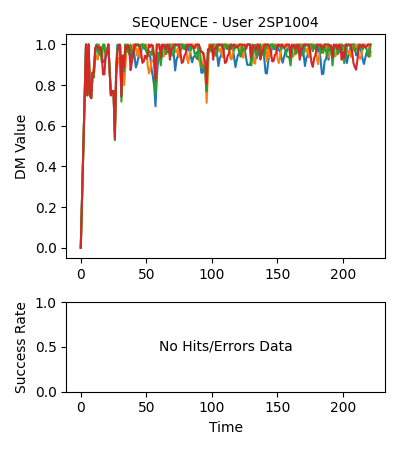 SEQUENCE - User 2SP1004
DM Value
1.0
0.8
0.6
0.4
0.2
0.0
0 50 100 150 200
Success Rate
1.0
0.5
0.0
No Hits/Errors Data
0 50 100 150 200
Time